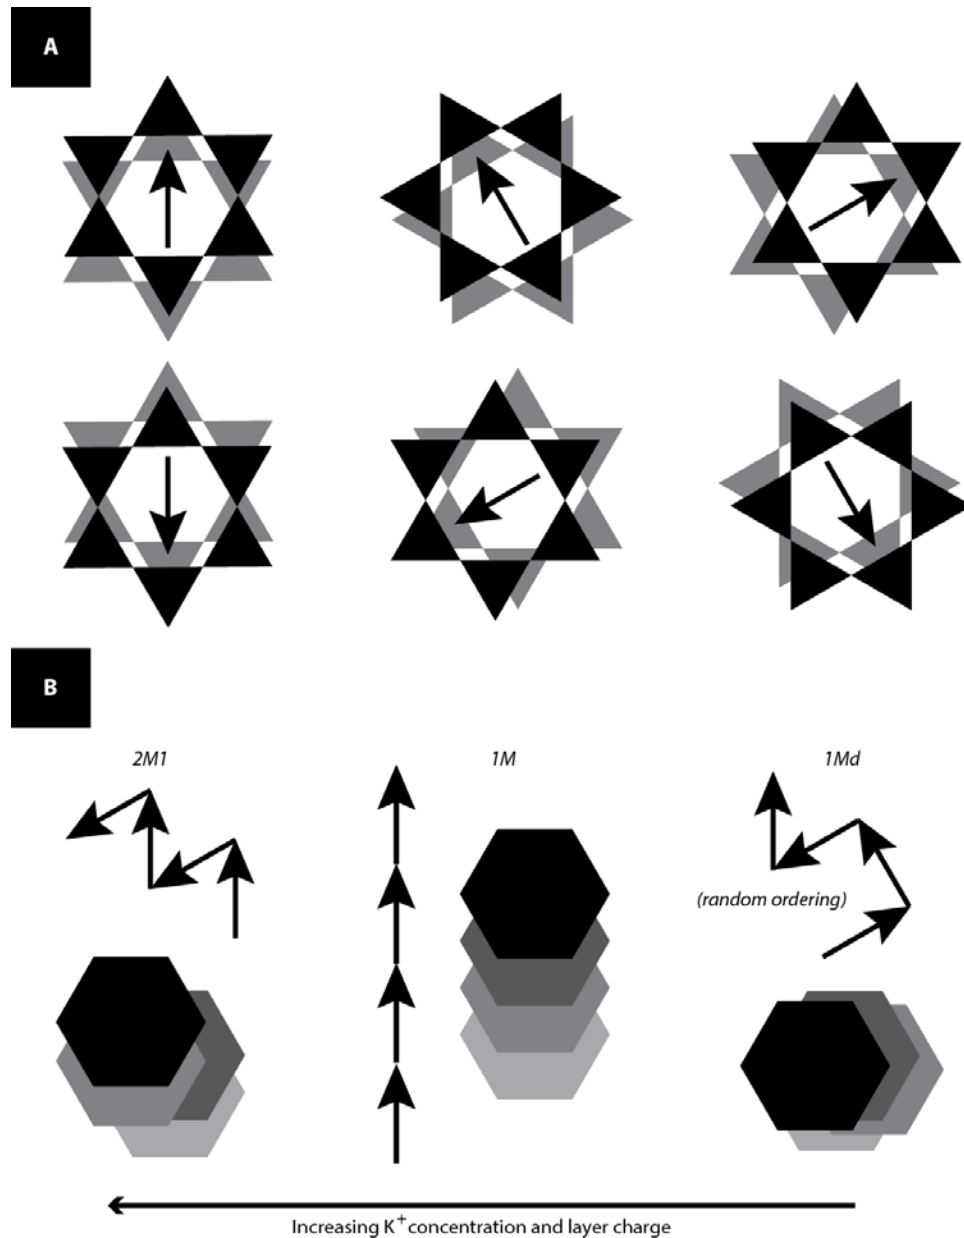 A
B
2M1
1M
1Md
(random ordering)
Increasing K⁺ concentration and layer charge